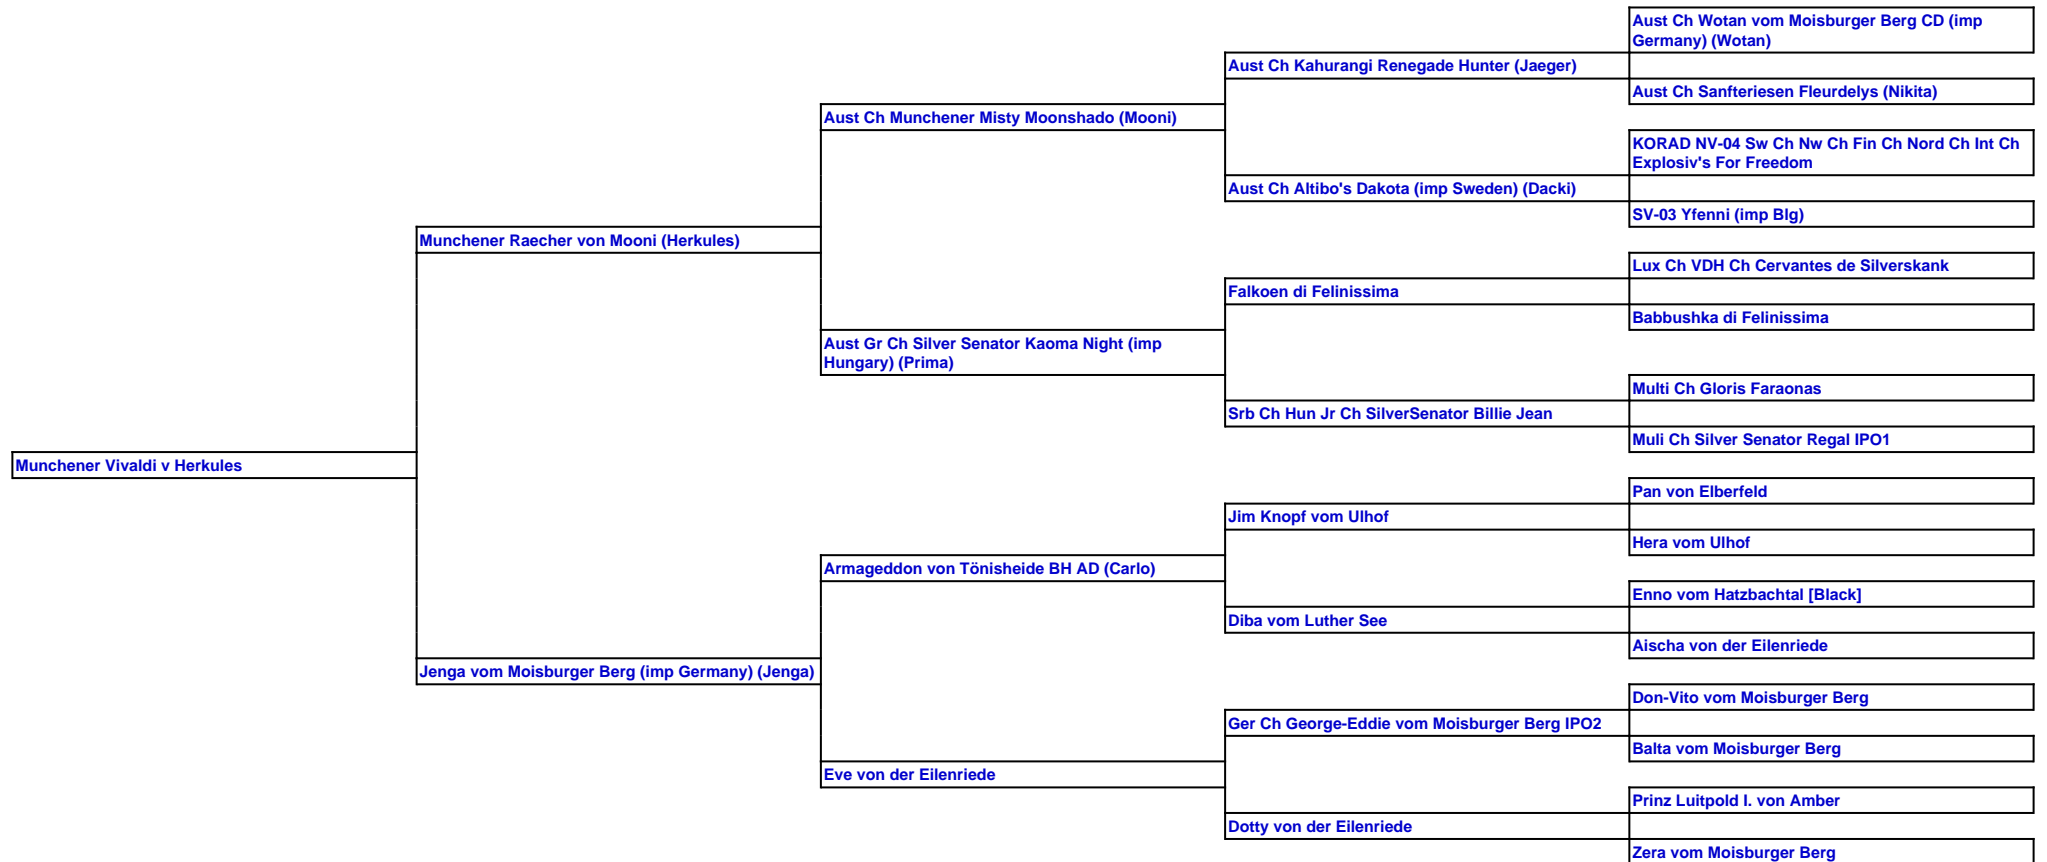 Aust Ch Wotan vom Moisburger Berg CD (imp
Germany) (Wotan)
Aust Ch Kahurangi Renegade Hunter (Jaeger)
Aust Ch Sanfteriesen Fleurdelys (Nikita)
Aust Ch Munchener Misty Moonshado (Mooni)
KORAD NV-04 Sw Ch Nw Ch Fin Ch Nord Ch Int Ch
Explosiv's For Freedom
Aust Ch Altibo's Dakota (imp Sweden) (Dacki)
SV-03 Yfenni (imp Blg)
Munchener Raecher von Mooni (Herkules)
Lux Ch VDH Ch Cervantes de Silverskank
Falkoen di Felinissima
Babbushka di Felinissima
Aust Gr Ch Silver Senator Kaoma Night (imp
Hungary) (Prima)
Multi Ch Gloris Faraonas
Srb Ch Hun Jr Ch SilverSenator Billie Jean
Muli Ch Silver Senator Regal IPO1
Munchener Vivaldi v Herkules
Pan von Elberfeld
Jim Knopf vom Ulhof
Hera vom Ulhof
Armageddon von Tönisheide BH AD (Carlo)
Enno vom Hatzbachtal [Black]
Diba vom Luther See
Aischa von der Eilenriede
Jenga vom Moisburger Berg (imp Germany) (Jenga)
Don-Vito vom Moisburger Berg
Ger Ch George-Eddie vom Moisburger Berg IPO2
Balta vom Moisburger Berg
Eve von der Eilenriede
Prinz Luitpold I. von Amber
Dotty von der Eilenriede
Zera vom Moisburger Berg